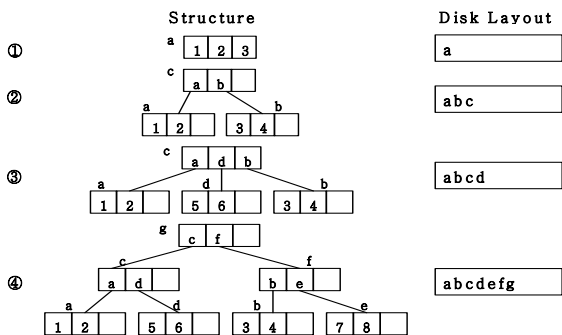 Structure Disk Layout
① a 1 2 3 a
c
② a b abc
a b
1 2 3 4
c
③ a d b abcd
a d b
1 2 5 6 3 4
g
c f
c f
④ a d b e abcdefg
a d b e
1 2 5 6 3 4 7 8